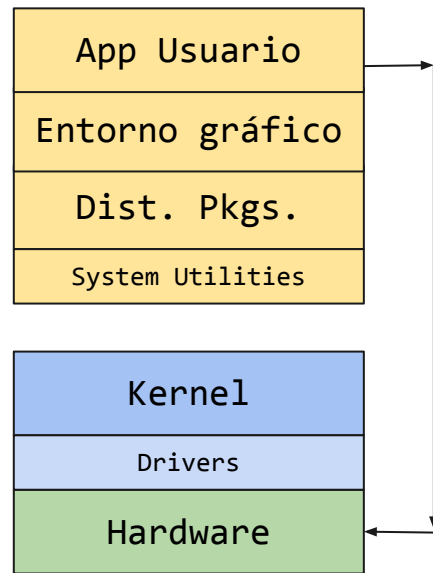 App Usuario
Entorno gráfico
Dist. Pkgs.
System Utilities
Kernel
Drivers
Hardware